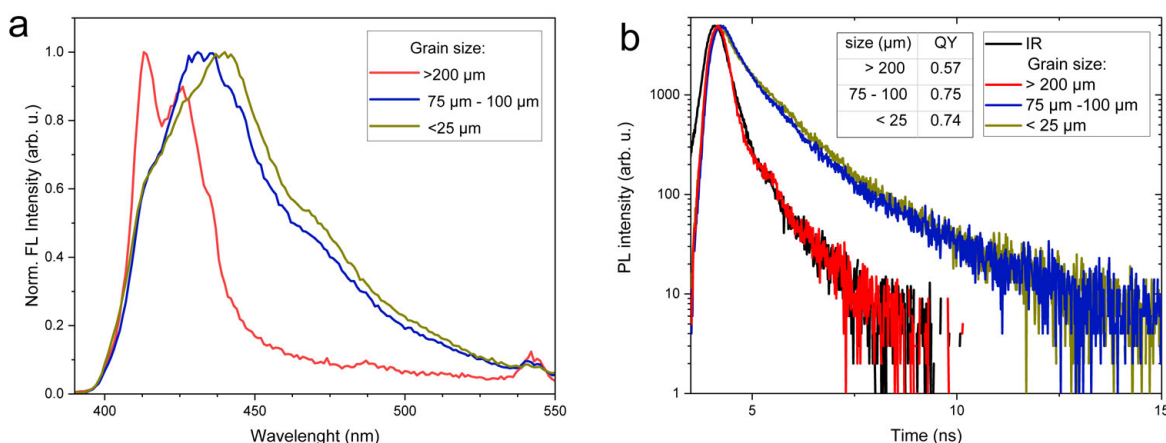 a
Norm. FL Intensity (arb. u.)
1.0
0.8
0.6
0.4
0.2
0.0
400
450
500
550
Wavelenght (nm)
Grain size:
>200 µm
75 µm - 100 µm
<25 µm
b
PL intensity (arb. u.)
1000
100
10
1
5
10
15
Time (ns)
size (µm) QY
> 200 0.57
75 - 100 0.75
< 25 0.74
IR
Grain size:
> 200 µm
75 µm -100 µm
< 25 µm